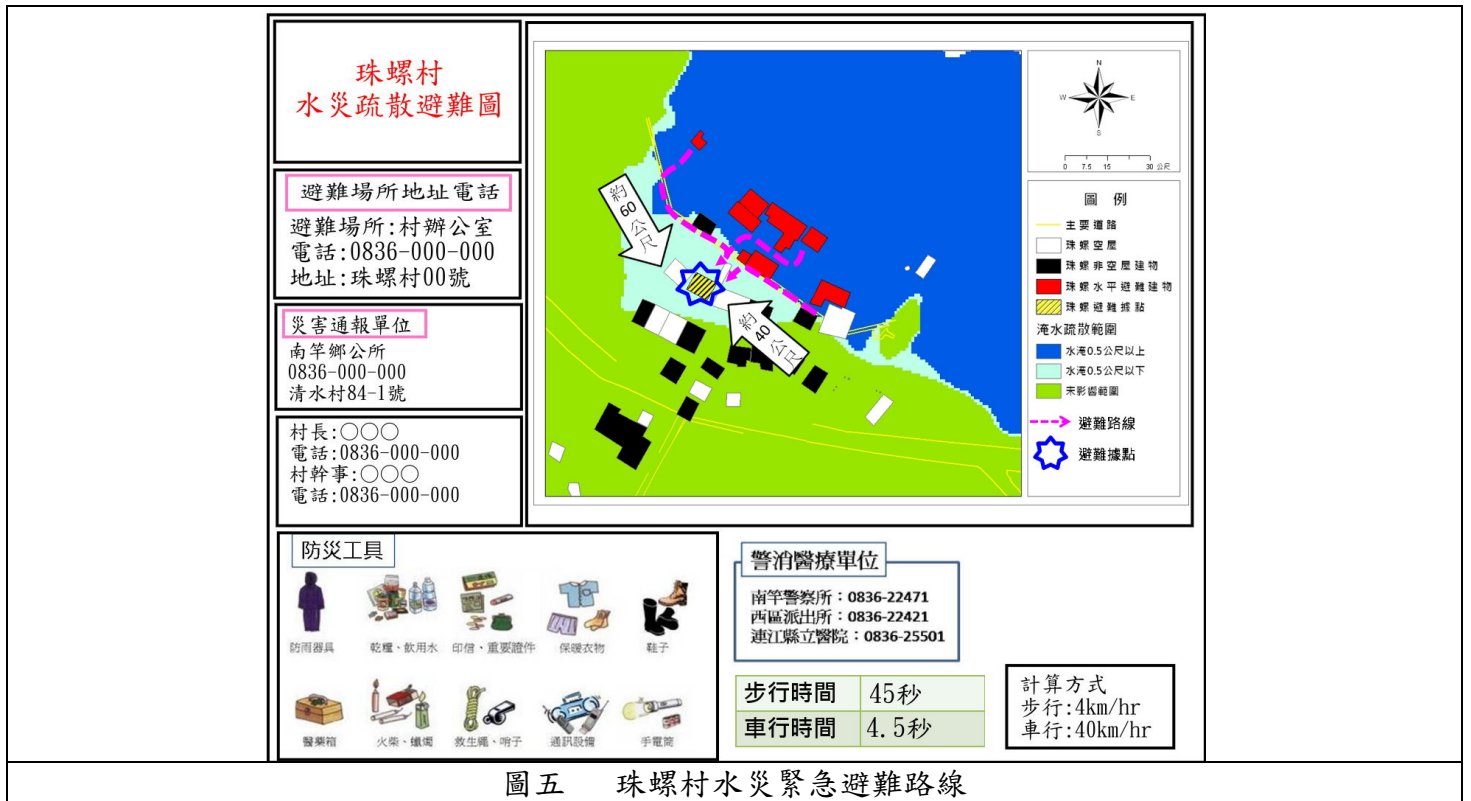 珠螺村
水災疏散避難圖
避難場所地址電話
避難場所:村辦公室
電話:0836-000-000
地址:珠螺村00號
災害通報單位
南竿鄉公所
0836-000-000
清水村84-1號
村長:○○○
電話:0836-000-000
村幹事:○○○
電話:0836-000-000
約60公尺
約40公尺
N
W
E
S
0 7.5 15 30 公尺
圖 例
主要道路
珠螺空屋
珠螺非空屋建物
珠螺水平避難建物
珠螺避難據點
淹水疏散範圍
水淹0.5公尺以上
水淹0.5公尺以下
未影響範圍
避難路線
避難據點
防災工具
防雨器具
乾糧、飲用水
印信、重要證件
保暖衣物
鞋子
醫藥箱
火柴、蠟燭
救生繩、哨子
通訊設備
手電筒
警消醫療單位
南竿警察所：0836-22471
西區派出所：0836-22421
連江縣立醫院：0836-25501
步行時間 45秒
車行時間 4.5秒
計算方式
步行:4km/hr
車行:40km/hr
圖五 珠螺村水災緊急避難路線